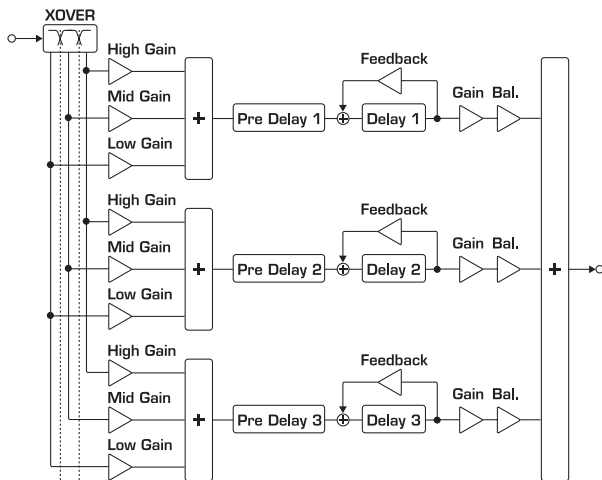 XOVER
High Gain
Feedback
Mid Gain
Gain
Bal.
+
Pre Delay 1
Delay 1
Low Gain
High Gain
Feedback
Mid Gain
Gain
Bal.
+
Pre Delay 2
Delay 2
+
Low Gain
High Gain
Feedback
Mid Gain
Gain
Bal.
+
Pre Delay 3
Delay 3
Low Gain